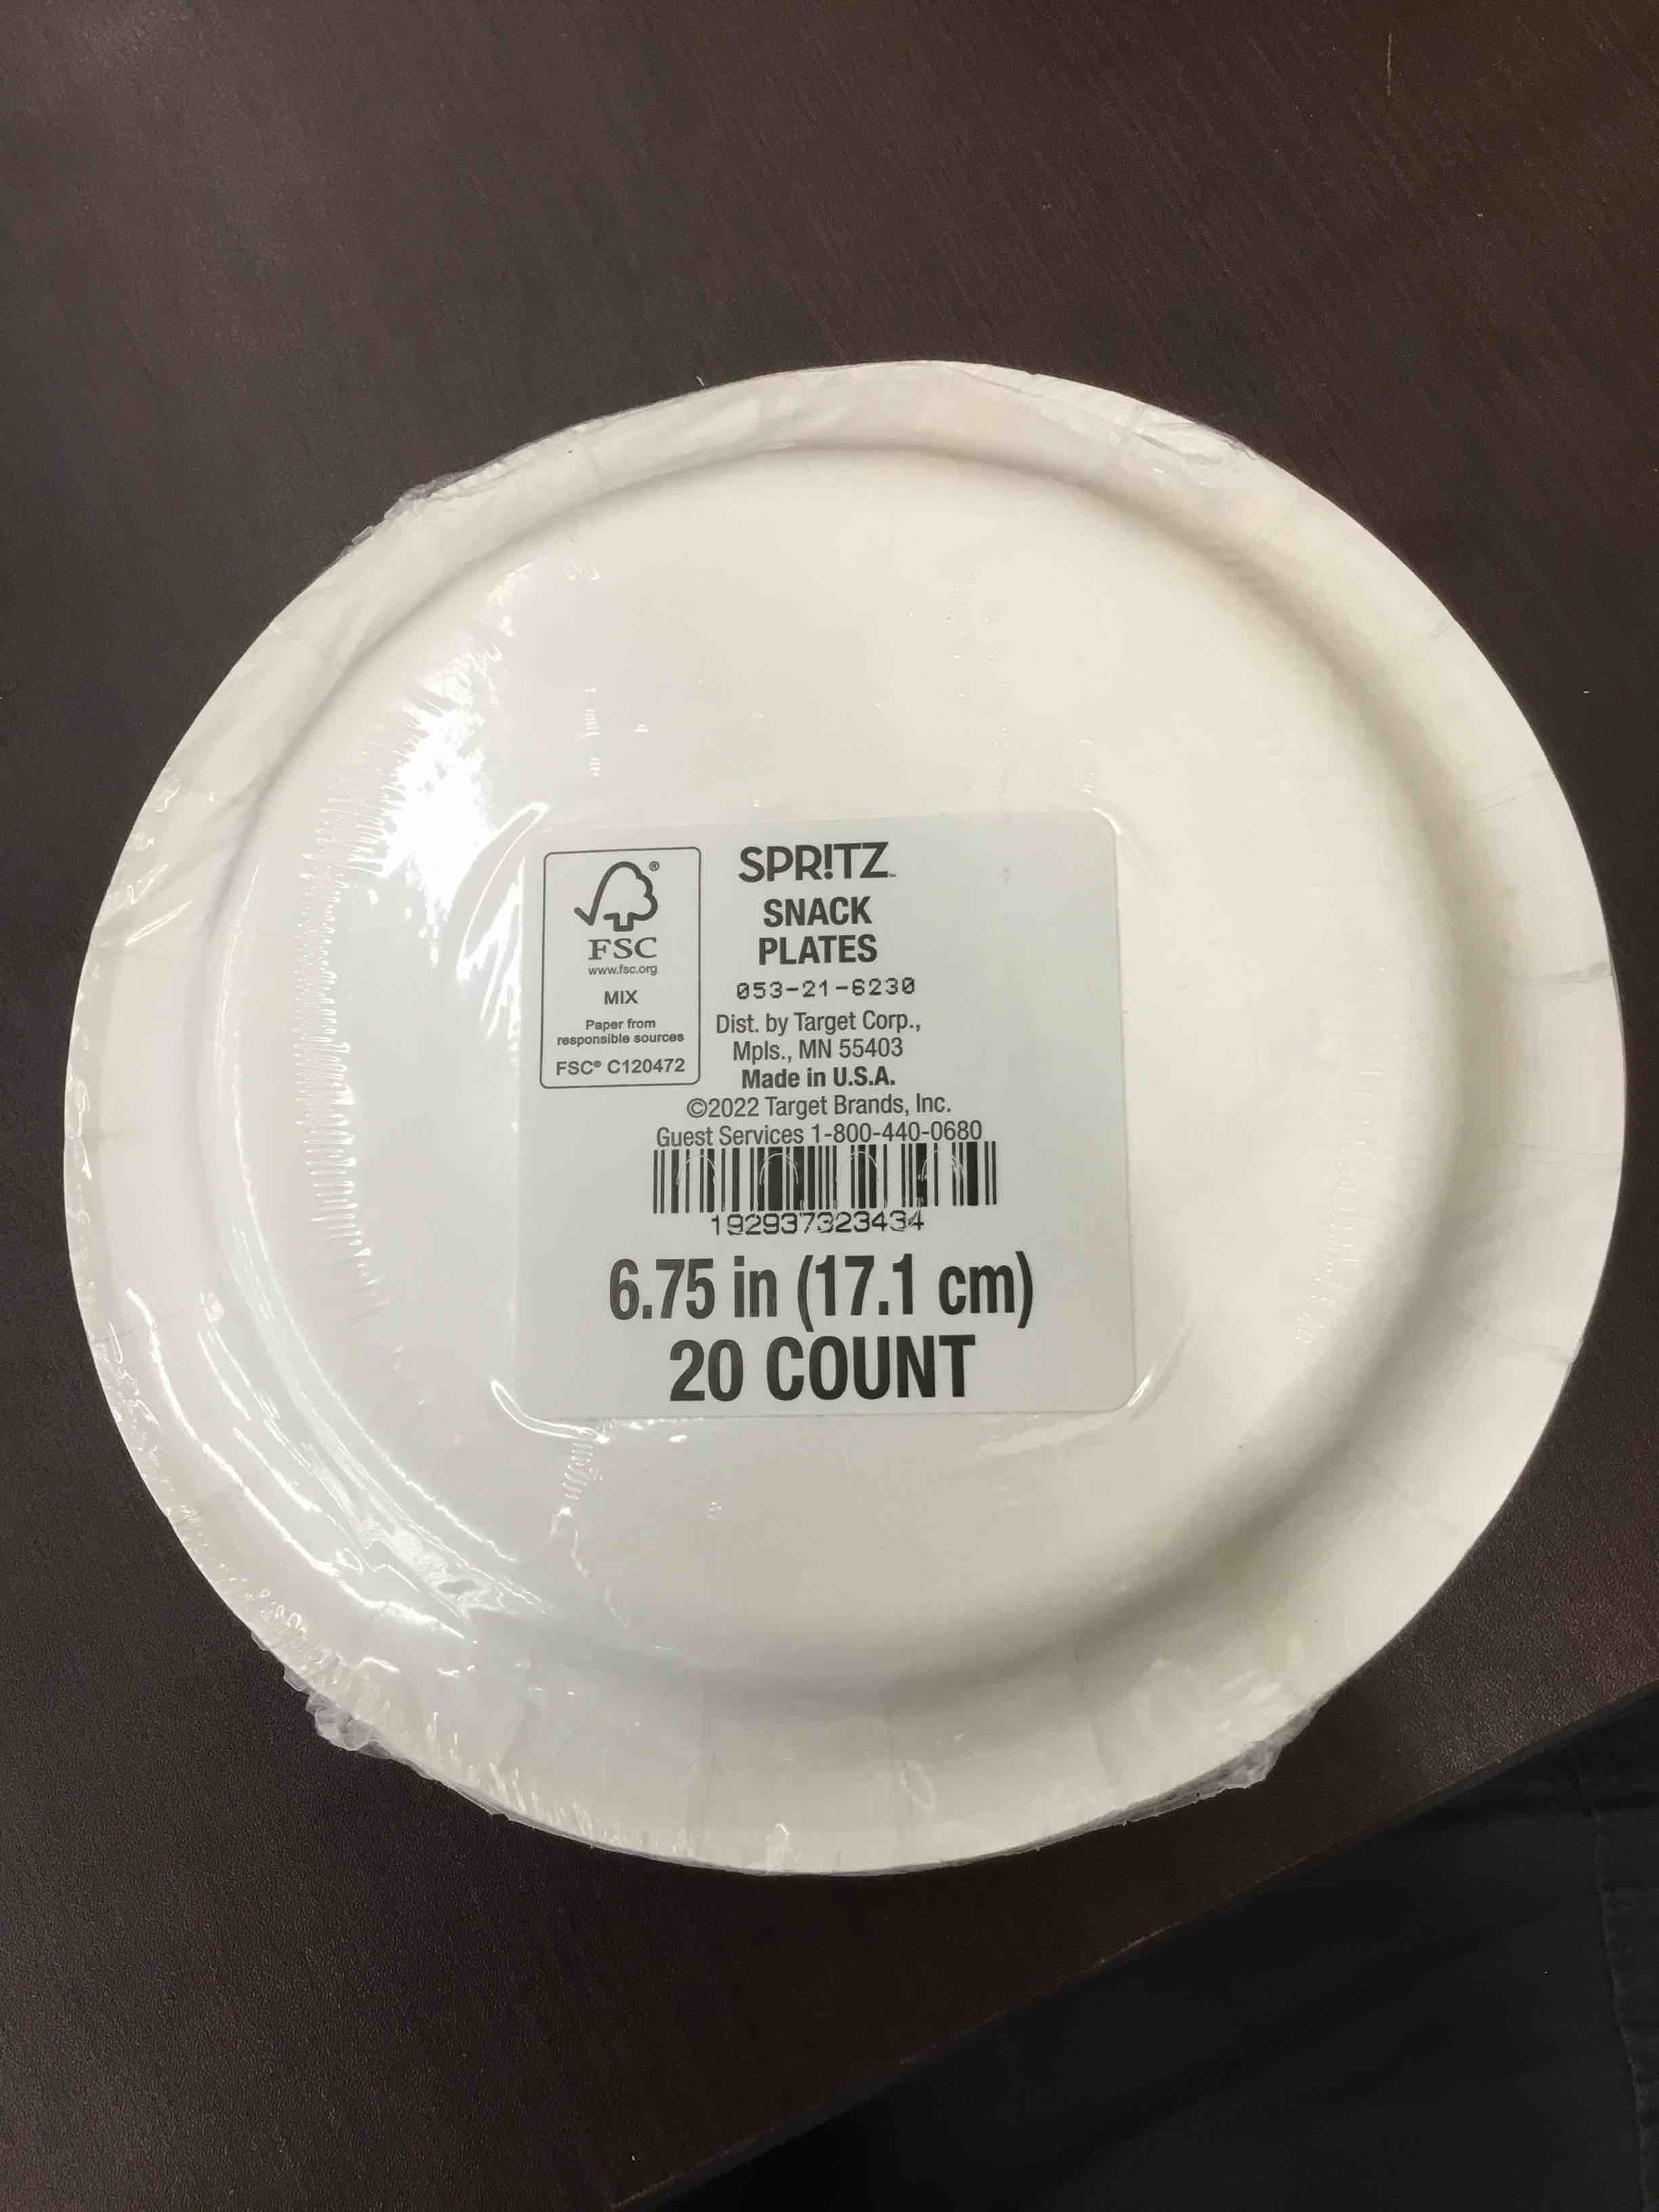 SPR!TZ™
SNACK
PLATES
053-21-6230
Dist. by Target Corp.,
Mpls., MN 55403
Made in U.S.A.
©2022 Target Brands, Inc.
Guest Services 1-800-440-0680
®
FSC
www.fsc.org
MIX
Paper from
responsible sources
FSC® C120472
192937323434
6.75 in (17.1 cm)
20 COUNT